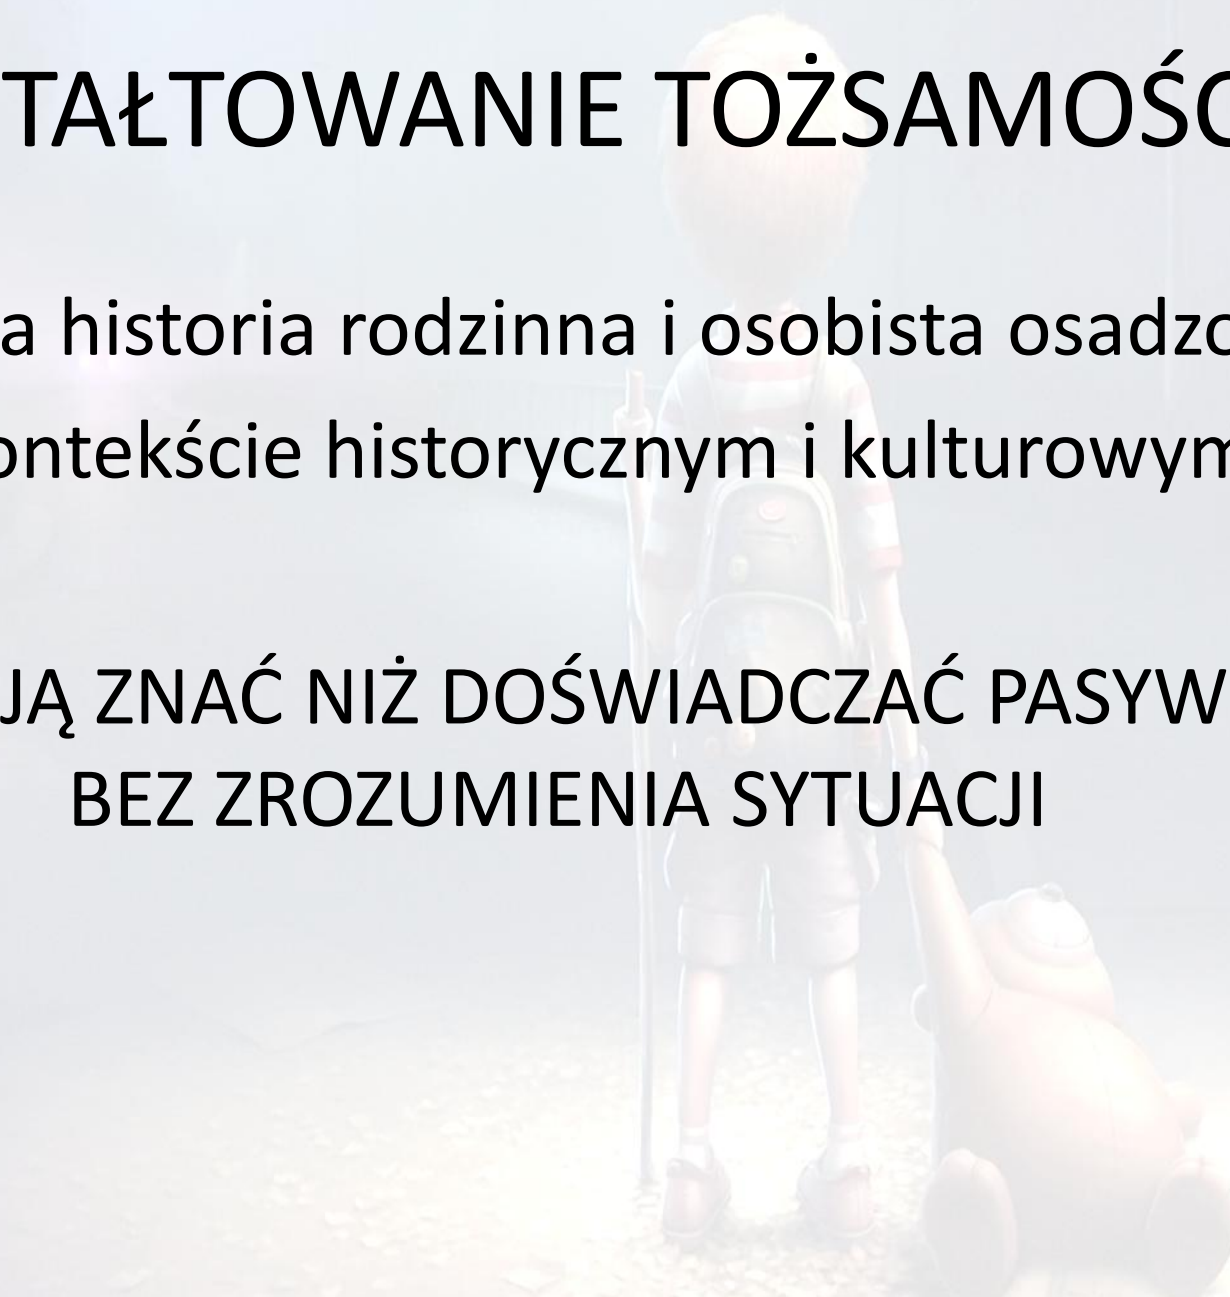 TAŁTOWANIE TOŻSAMOŚC
a historia rodzinna i osobista osadzo
ontekście historycznym i kulturowym
JĄ ZNAĆ NIŻ DOŚWIADCZAĆ PASYW
BEZ ZROZUMIENIA SYTUACJI